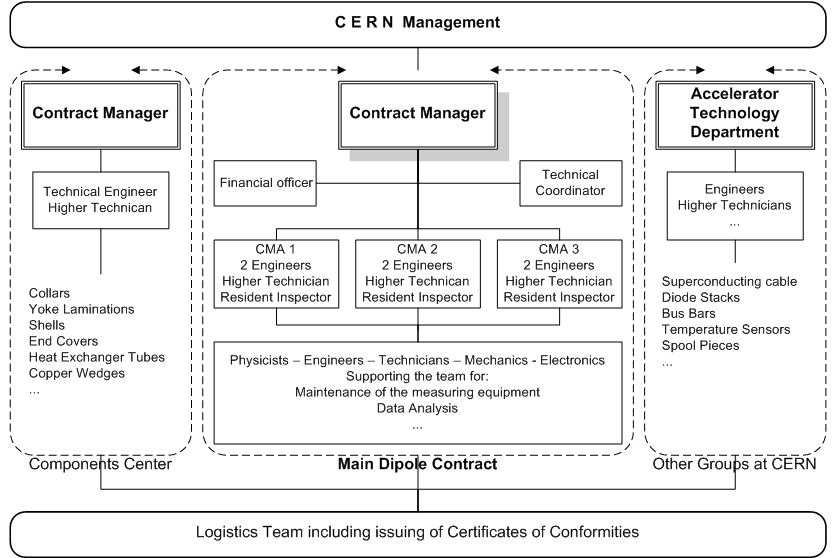 C E R N  Management
Contract Manager
Technical Engineer
Higher Technican
Collars
Yoke Laminations
Shells
End Covers
Heat Exchanger Tubes
Copper Wedges
...
Components Center
Contract Manager
Financial officer
Technical
Coordinator
CMA 1
2 Engineers
Higher Technician
Resident Inspector
CMA 2
2 Engineers
Higher Technician
Resident Inspector
CMA 3
2 Engineers
Higher Technician
Resident Inspector
Physicists – Engineers – Technicians – Mechanics - Electronics
Supporting the team for:
Maintenance of the measuring equipment
Data Analysis
...
Main Dipole Contract
Accelerator
Technology
Department
Engineers
Higher Technicians
...
Superconducting cable
Diode Stacks
Bus Bars
Temperature Sensors
Spool Pieces
...
Other Groups at CERN
Logistics Team including issuing of Certificates of Conformities